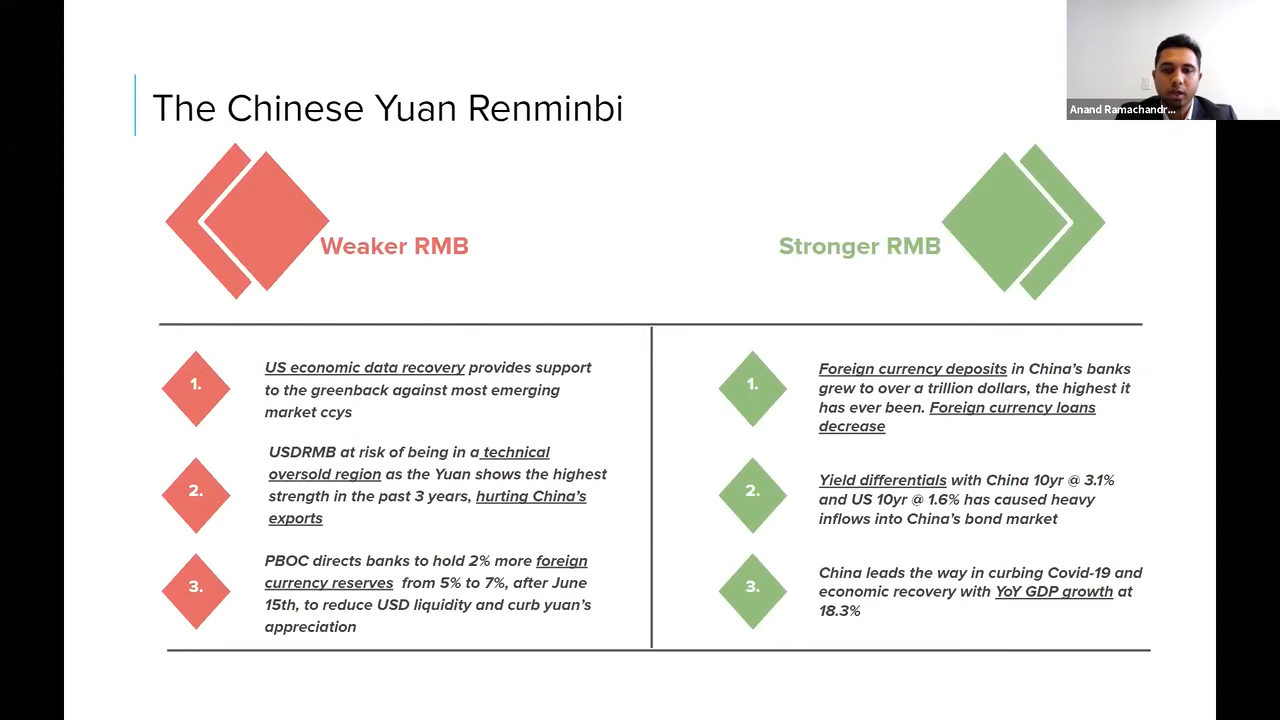 Anand Ramachandr...
The Chinese Yuan Renminbi
Weaker RMB
Stronger RMB
1.
US economic data recovery provides support
to the greenback against most emerging
market ccys
2.
USDRMB at risk of being in a technical
oversold region as the Yuan shows the highest
strength in the past 3 years, hurting China's
exports
3.
PBOC directs banks to hold 2% more foreign
currency reserves from 5% to 7%, after June
15th, to reduce USD liquidity and curb yuan's
appreciation
1.
Foreign currency deposits in China's banks
grew to over a trillion dollars, the highest it
has ever been. Foreign currency loans
decrease
2.
Yield differentials with China 10yr @ 3.1%
and US 10yr @ 1.6% has caused heavy
inflows into China's bond market
3.
China leads the way in curbing Covid-19 and
economic recovery with YoY GDP growth at
18.3%